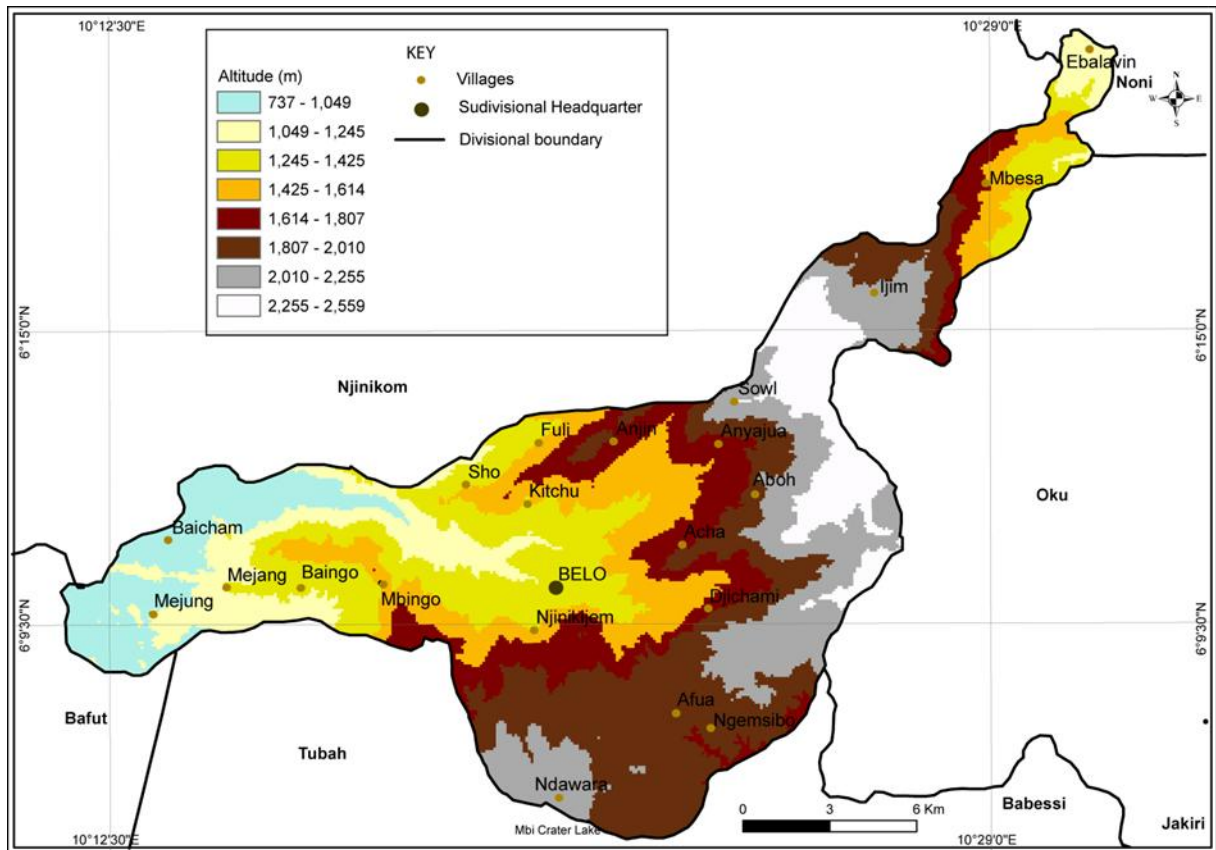 10°12'30"E
10°29'0"E
KEY
Altitude (m)
737 - 1,049
1,049 - 1,245
1,245 - 1,425
1,425 - 1,614
1,614 - 1,807
1,807 - 2,010
2,010 - 2,255
2,255 - 2,559
Villages
Sudivisional Headquarter
Divisional boundary
Ebalavin
Noni
N
W
E
S
Mbesa
Ijim
6°15'0"N
6°15'0"N
Njinikom
Sowl
Fuli
Anjin
Anyajua
Sho
Kitchu
Aboh
Oku
Baicham
Acha
Mejang
Baingo
Mbingo
BELO
Mejung
Djichami
Njinikijem
6°9'30"N
6°9'30"N
Bafut
Tubah
Afua
Ngemsibo
Ndawara
Mbi Crater Lake
0
3
6 Km
Babessi
Jakiri
10°12'30"E
10°29'0"E